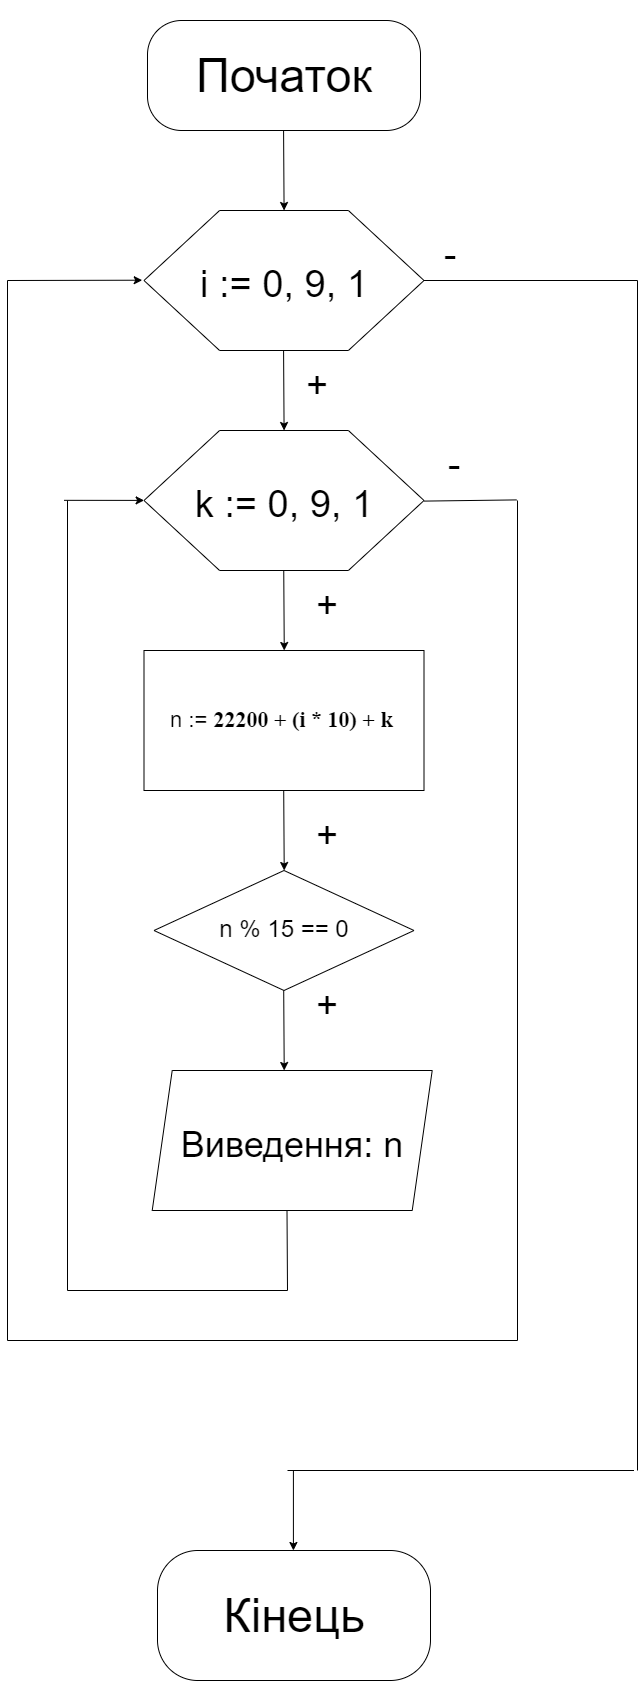 Початок
i := 0, 9, 1
-
+
k := 0, 9, 1
-
+
n := 22200 + (i * 10) + k
+
n % 15 == 0
+
Виведення: n
Кінець